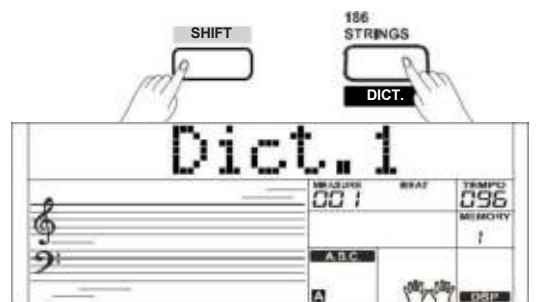 186
SHIFT
STRINGS
DICT.
Dict.1
MEASURE BEAT TEMPO
001 096
MEMORY
1
A.B.C
A DSP